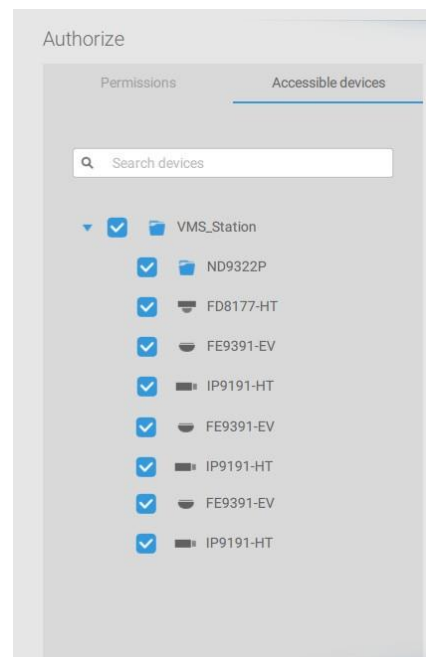 Authorize
Permissions Accessible devices
Search devices
VMS_Station
ND9322P
FD8177-HT
FE9391-EV
IP9191-HT
FE9391-EV
IP9191-HT
FE9391-EV
IP9191-HT